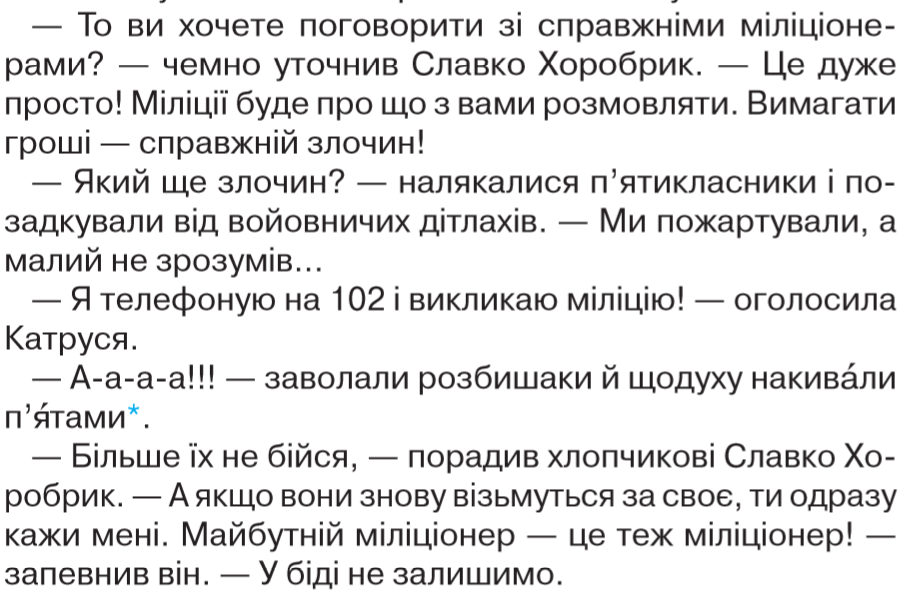 — То ви хочете поговорити зі справжніми міліціоне-
рами? — чемно уточнив Славко Хоробрик. — Це дуже
просто! Міліції буде про що з вами розмовляти. Вимагати
гроші — справжній злочин!
— Який ще злочин? — налякалися п’ятикласники і по-
задкували від войовничих дітлахів. — Ми пожартували, а
малий не зрозумів...
— Я телефоную на 102 і викликаю міліцію! — оголосила
Катруся.
— А-а-а-а!!! — заволали розбишаки й щодуху накива́ли
п’я́тами*.
— Більше їх не бійся, — порадив хлопчикові Славко Хо-
робрик. — А якщо вони знову візьмуться за своє, ти одразу
кажи мені. Майбутній міліціонер — це теж міліціонер! —
запевнив він. — У біді не залишимо.